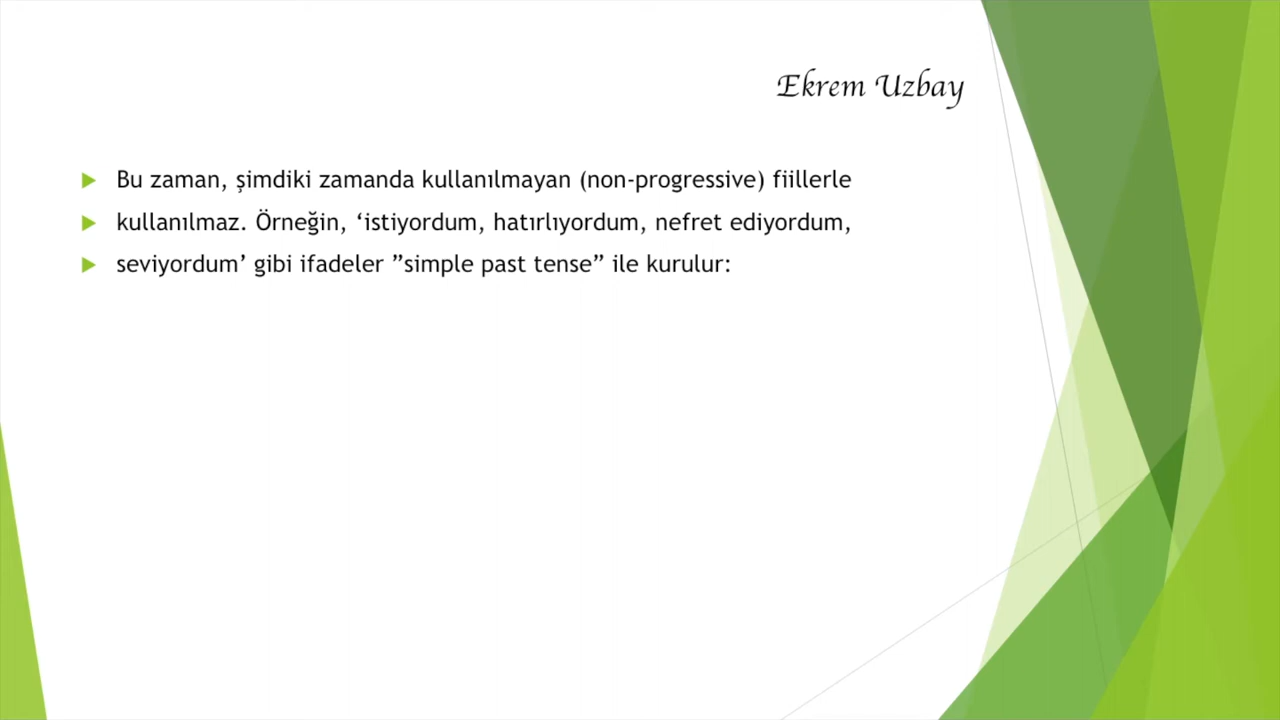 Ekrem Uzbay
Bu zaman, şimdiki zamanda kullanılmayan (non-progressive) fiillerle
kullanılmaz. Örneğin, ‘istiyordum, hatırlıyordum, nefret ediyordum,
seviyordum’ gibi ifadeler ”simple past tense” ile kurulur: